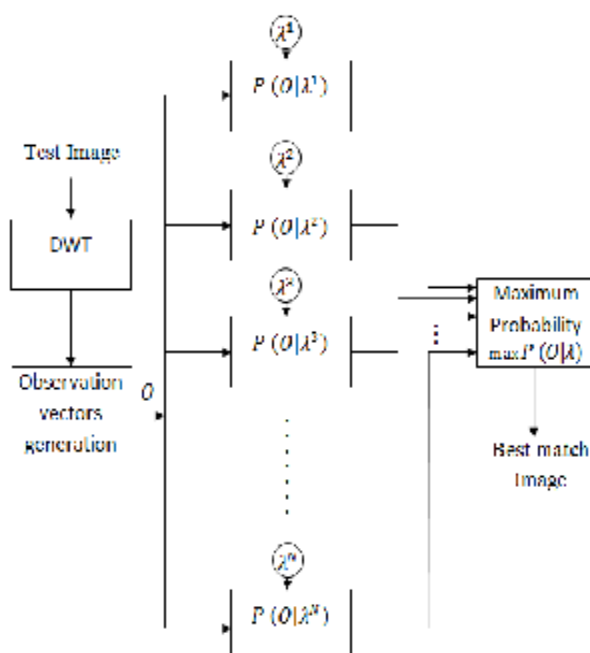 λ¹
P (O|λ¹)
Test Image
λ²
DWT
P (O|λ²)
λ³
Maximum
P (O|λ³)
Probability
max P (O|λ)
Observation
vectors
generation
O
Best match
Image
λᴺ
P (O|λᴺ)